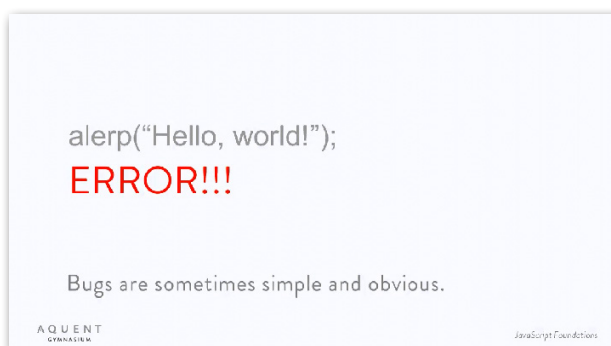 alerp(“Hello, world!”);
ERROR!!!
Bugs are sometimes simple and obvious.
AQUENT
GYMNASIUM
JavaScript Foundations